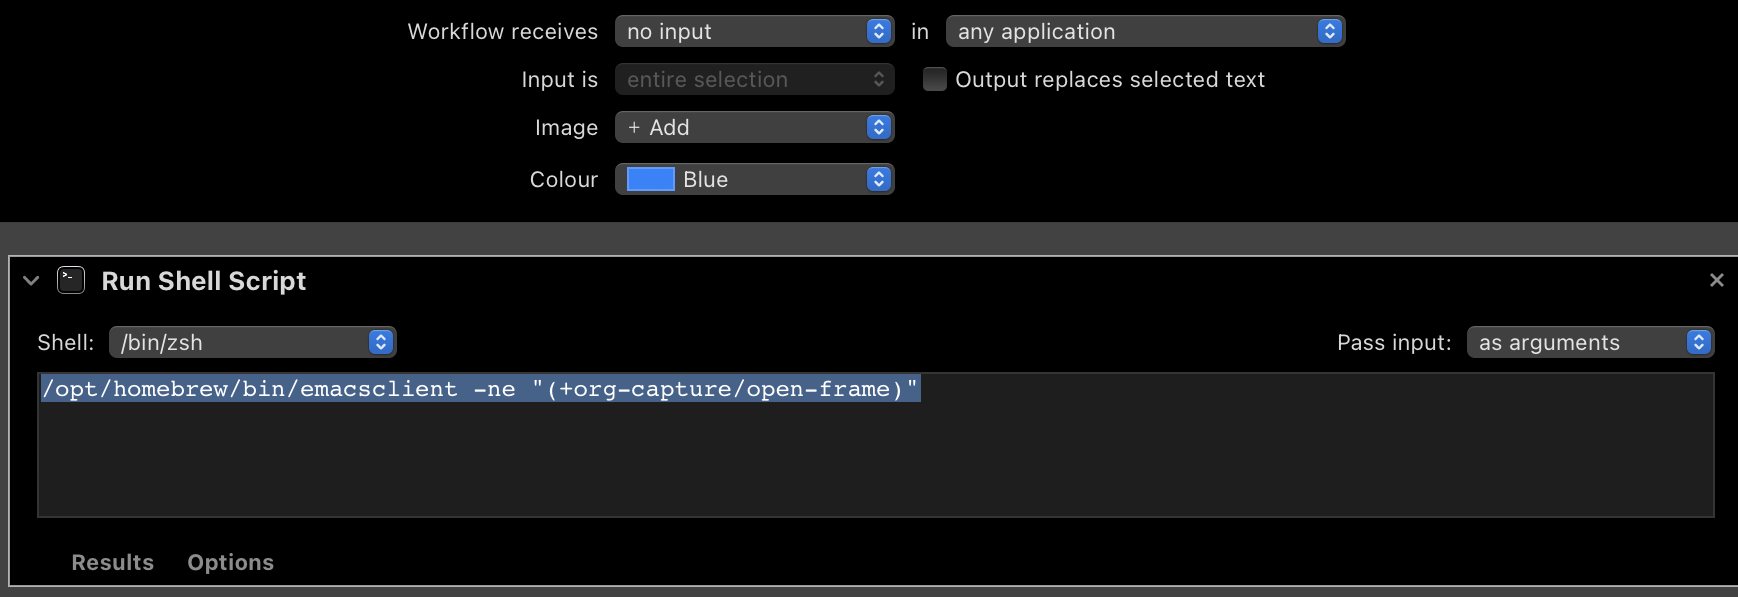 Workflow receives no input in any application
Input is entire selection Output replaces selected text
Image + Add
Colour Blue
Run Shell Script
Shell: /bin/zsh Pass input: as arguments
/opt/homebrew/bin/emacsclient -ne "(+org-capture/open-frame)"
Results Options